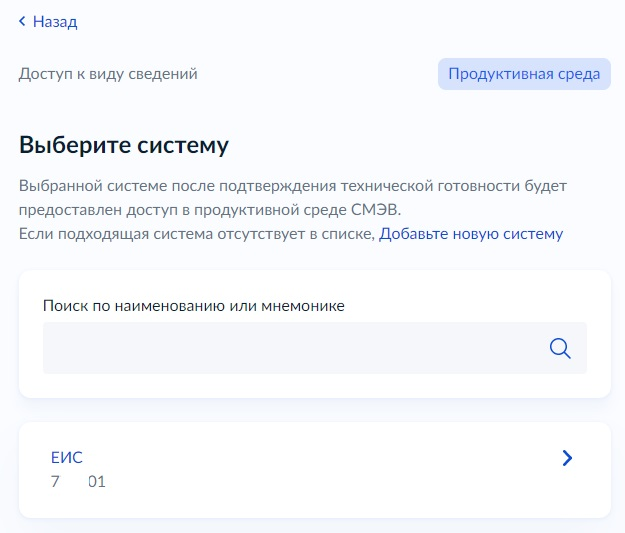 Назад
Доступ к виду сведений
Продуктивная среда
Выберите систему
Выбранной системе после подтверждения технической готовности будет
предоставлен доступ в продуктивной среде СМЭВ.
Если подходящая система отсутствует в списке, Добавьте новую систему
Поиск по наименованию или мнемонике
ЕИС
7 01